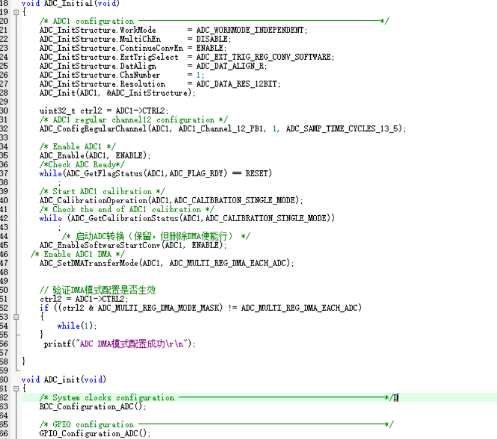 18 void ADC_Initial(void)
19 {
20 /* ADC1 configuration ------------------------------------------------------*/
21 ADC_InitStructure.WorkMode = ADC_WORKMODE_INDEPENDENT;
22 ADC_InitStructure.MultiChEn = DISABLE;
23 ADC_InitStructure.ContinueConvEn = ENABLE;
24 ADC_InitStructure.ExtTrigSelect = ADC_EXT_TRIG_REG_CONV_SOFTWARE;
25 ADC_InitStructure.DatAlign = ADC_DAT_ALIGN_R;
26 ADC_InitStructure.ChsNumber = 1;
27 ADC_InitStructure.Resolution = ADC_DATA_RES_12BIT;
28 ADC_Init(ADC1, &ADC_InitStructure);
29
30 uint32_t ctrl2 = ADC1->CTRL2;
31 /* ADC1 regular channel12 configuration */
32 ADC_ConfigRegularChannel(ADC1, ADC1_Channel_12_PB1, 1, ADC_SAMP_TIME_CYCLES_13_5);
33
34 /* Enable ADC1 */
35 ADC_Enable(ADC1, ENABLE);
36 /*Check ADC Ready*/
37 while(ADC_GetFlagStatus(ADC1,ADC_FLAG_RDY) == RESET)
38 ;
39 /* Start ADC1 calibration */
40 ADC_CalibrationOperation(ADC1,ADC_CALIBRATION_SINGLE_MODE);
41 /* Check the end of ADC1 calibration */
42 while (ADC_GetCalibrationStatus(ADC1,ADC_CALIBRATION_SINGLE_MODE))
43 ;
44 /* 启动ADC转换（保留，但删除DMA使能行） */
45 ADC_EnableSoftwareStartConv(ADC1, ENABLE);
46 /* Enable ADC1 DMA */
47 ADC_SetDMATransferMode(ADC1, ADC_MULTI_REG_DMA_EACH_ADC);
48
49
50 // 验证DMA模式配置是否生效
51 ctrl2 = ADC1->CTRL2;
52 if ((ctrl2 & ADC_MULTI_REG_DMA_MODE_MASK) != ADC_MULTI_REG_DMA_EACH_ADC)
53 {
54 while(1);
55 }
56 printf("ADC DMA模式配置成功\r\n");
57
58 }
59
60 void ADC_init(void)
61 {
62 /* System clocks configuration ---------------------------------------------*/
63 RCC_Configuration_ADC();
64
65 /* GPIO configuration ------------------------------------------------------*/
66 GPIO_Configuration_ADC();